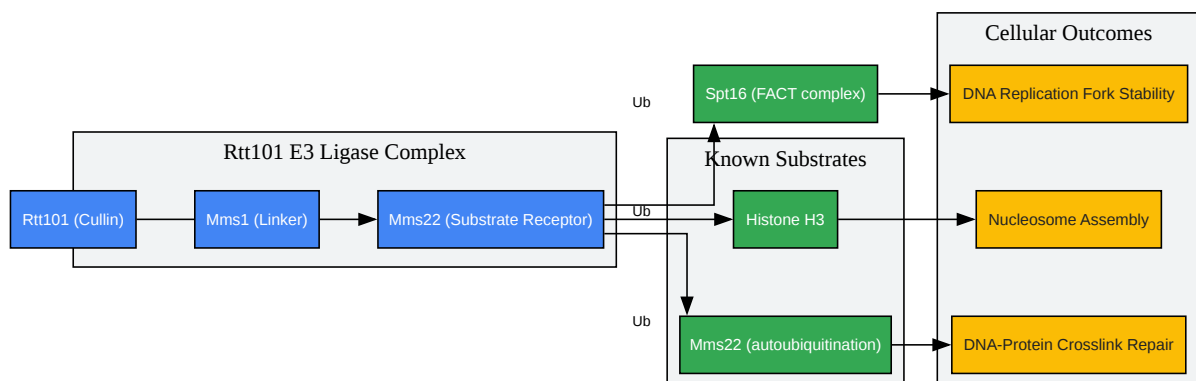 Cellular Outcomes
Spt16 (FACT complex)
DNA Replication Fork Stability
Ub
Rtt101 E3 Ligase Complex
Known Substrates
Rtt101 (Cullin)
Mms1 (Linker)
Mms22 (Substrate Receptor)
Ub
Histone H3
Nucleosome Assembly
Ub
Mms22 (autoubiquitination)
DNA-Protein Crosslink Repair